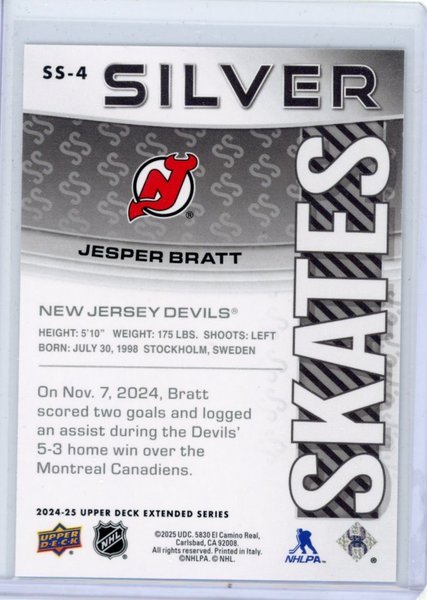 SS-4 SILVER
SKATES
JESPER BRATT
NEW JERSEY DEVILS®
HEIGHT: 5'10" WEIGHT: 175 LBS. SHOOTS: LEFT
BORN: JULY 30, 1998 STOCKHOLM, SWEDEN
On Nov. 7, 2024, Bratt
scored two goals and logged
an assist during the Devils'
5-3 home win over the
Montreal Canadiens.
2024-25 UPPER DECK EXTENDED SERIES
UPPER DECK
NHL
©2025 UDC. 5830 El Camino Real,
Carlsbad, CA 92008.
All rights reserved. Printed in Italy.
©NHLPA. © NHL.
NHLPA